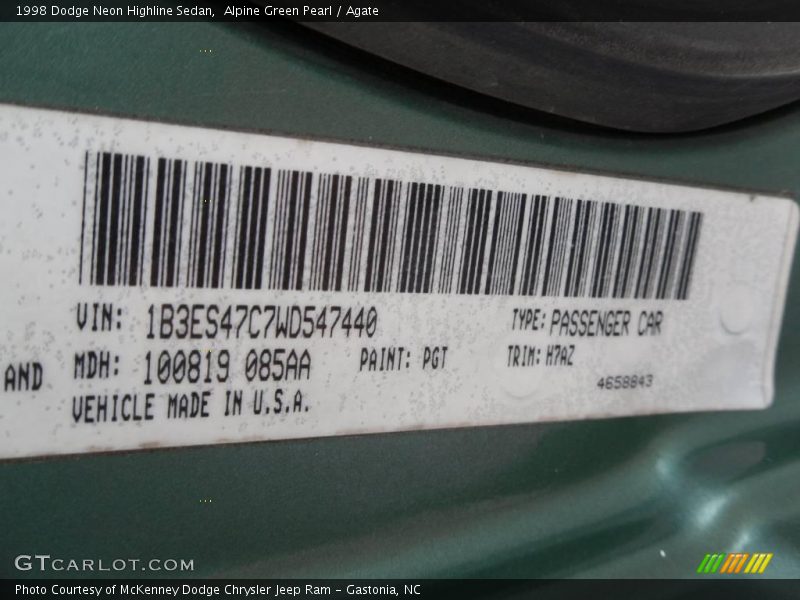 1998 Dodge Neon Highline Sedan, Alpine Green Pearl / Agate
VIN: 1B3ES47C7WD547440 TYPE: PASSENGER CAR
AND MDH: 100819 085AA PAINT: PGT TRIM: H7AZ
4658843
VEHICLE MADE IN U.S.A.
GTCARLOT.COM
Photo Courtesy of McKenney Dodge Chrysler Jeep Ram - Gastonia, NC